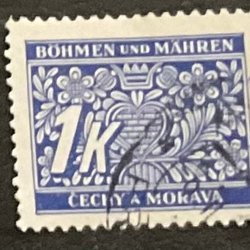 BÖHMEN UND MÄHREN
1K
ČECHY A MORAVA